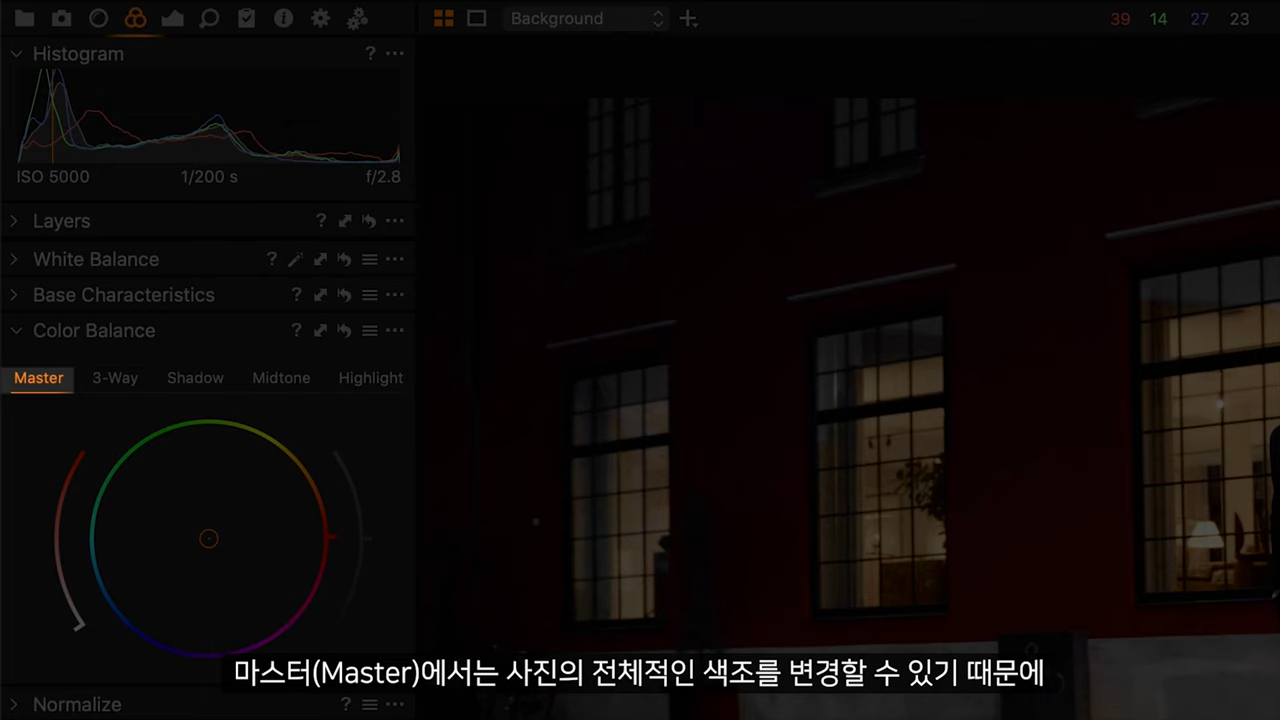 Background
39 14 27 23
Histogram ?
ISO 5000 1/200 s f/2.8
Layers ?
White Balance ?
Base Characteristics ?
Color Balance ?
Master 3-Way Shadow Midtone Highlight
마스터(Master)에서는 사진의 전체적인 색조를 변경할 수 있기 때문에
Normalize ?